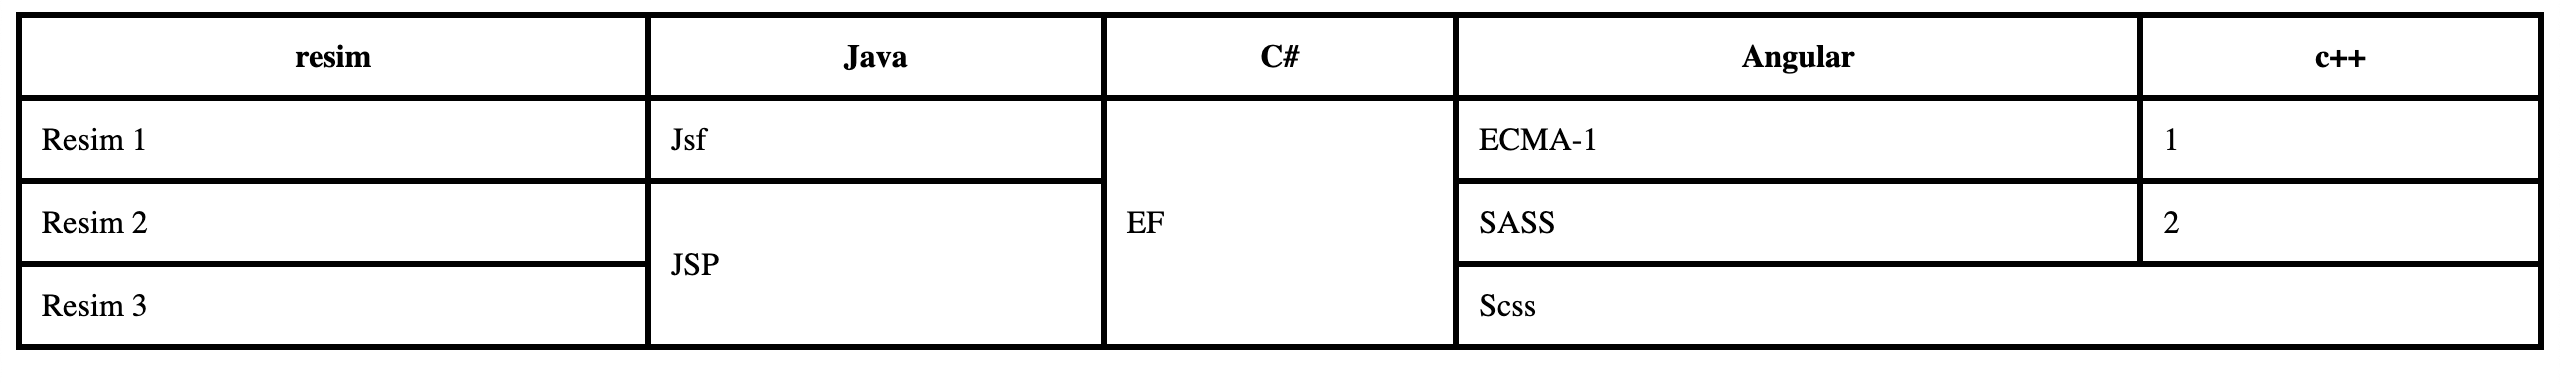 resim Java C# Angular c++
Resim 1 Jsf EF ECMA-1 1
Resim 2 JSP SASS 2
Resim 3 Scss